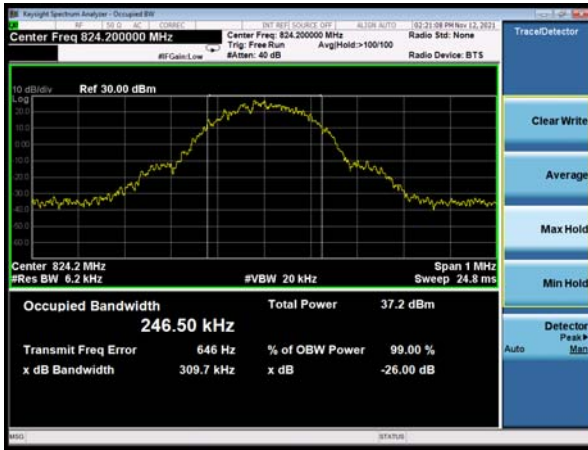 Keysight Spectrum Analyzer - Occupied BW
RF 50 Ω AC CORREC INT REF SOURCE OFF ALIGN AUTO 02:21:08 PM Nov 12, 2021
Center Freq 824.200000 MHz
Center Freq: 824.200000 MHz
Radio Std: None
Trig: Free Run
Avg|Hold:>100/100
#IFGain:Low
#Atten: 40 dB
Radio Device: BTS
Trace/Detector
10 dB/div
Ref 30.00 dBm
Log
20.0
10.0
0.00
Center 824.2 MHz
Span 1 MHz
#Res BW 6.2 kHz
#VBW 20 kHz
Sweep 24.8 ms
Occupied Bandwidth
Total Power 37.2 dBm
246.50 kHz
Transmit Freq Error 646 Hz
% of OBW Power 99.00 %
x dB Bandwidth 309.7 kHz
x dB -26.00 dB
Clear Write
Average
Max Hold
Min Hold
Detector
Peak
Auto Man
MSG
STATUS